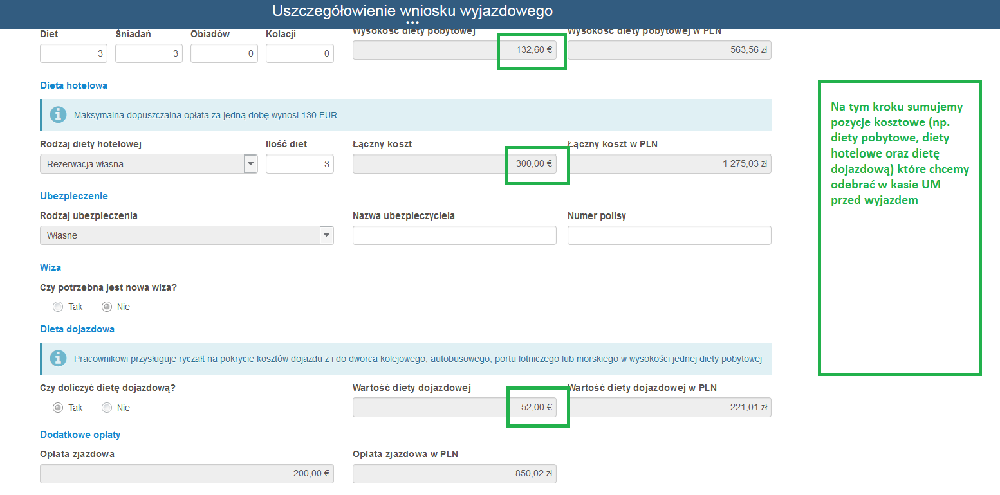 Uszczegółowienie wniosku wyjazdowego
...
Diet Śniadań Obiadów Kolacji Wysokość diety pobytowej Wysokość diety pobytowej w PLN
3 3 0 0 132,60 € 563,56 zł
Dieta hotelowa
Maksymalna dopuszczalna opłata za jedną dobę wynosi 130 EUR
Rodzaj diety hotelowej Ilość diet Łączny koszt Łączny koszt w PLN
Rezerwacja własna 3 300,00 € 1 275,03 zł
Ubezpieczenie
Rodzaj ubezpieczenia Nazwa ubezpieczyciela Numer polisy
Własne
Wiza
Czy potrzebna jest nowa wiza?
Tak Nie
Dieta dojazdowa
Pracownikowi przysługuje ryczałt na pokrycie kosztów dojazdu z i do dworca kolejowego, autobusowego, portu lotniczego lub morskiego w wysokości jednej diety pobytowej
Czy doliczyć dietę dojazdową? Wartość diety dojazdowej Wartość diety dojazdowej w PLN
Tak Nie 52,00 € 221,01 zł
Dodatkowe opłaty
Opłata zjazdowa Opłata zjazdowa w PLN
200,00 € 850,02 zł
Na tym kroku sumujemy
pozycje kosztowe (np.
diety pobytowe, diety
hotelowe oraz dietę
dojazdową) które chcemy
odebrać w kasie UM
przed wyjazdem